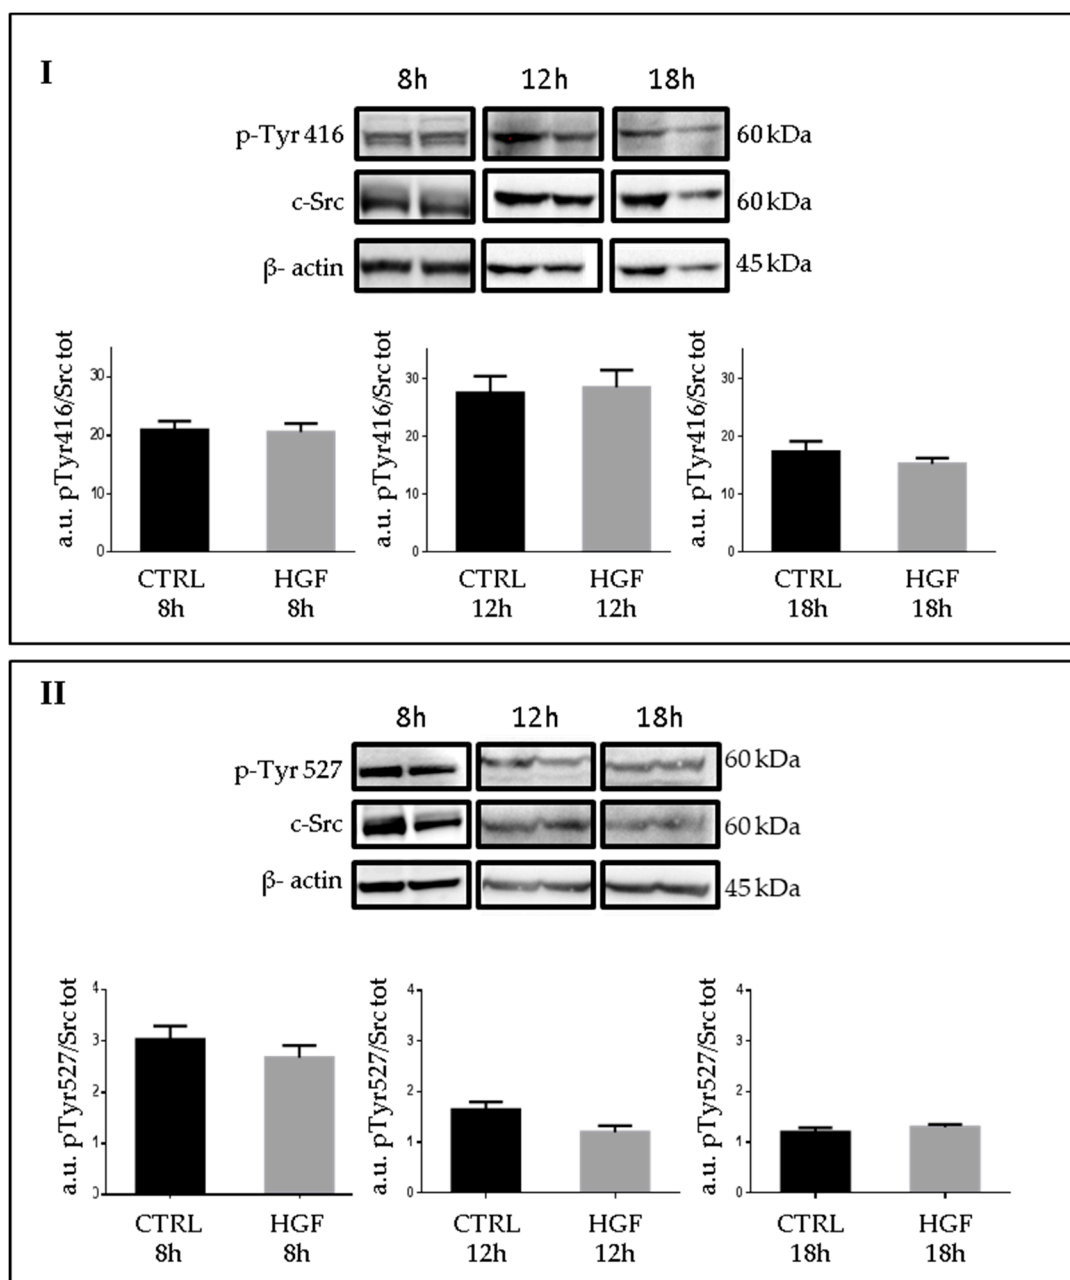 I
8h 12h 18h
p-Tyr 416 60 kDa
c-Src 60 kDa
β- actin 45 kDa
a.u. pTyr416/Src tot
30
20
10
0
CTRL HGF
8h 8h
a.u. pTyr416/Src tot
30
20
10
0
CTRL HGF
12h 12h
a.u. pTyr416/Src tot
30
20
10
0
CTRL HGF
18h 18h
II
8h 12h 18h
p-Tyr 527 60 kDa
c-Src 60 kDa
β- actin 45 kDa
a.u. pTyr527/Src tot
4
3
2
1
0
CTRL HGF
8h 8h
a.u. pTyr527/Src tot
4
3
2
1
0
CTRL HGF
12h 12h
a.u. pTyr527/Src tot
4
3
2
1
0
CTRL HGF
18h 18h